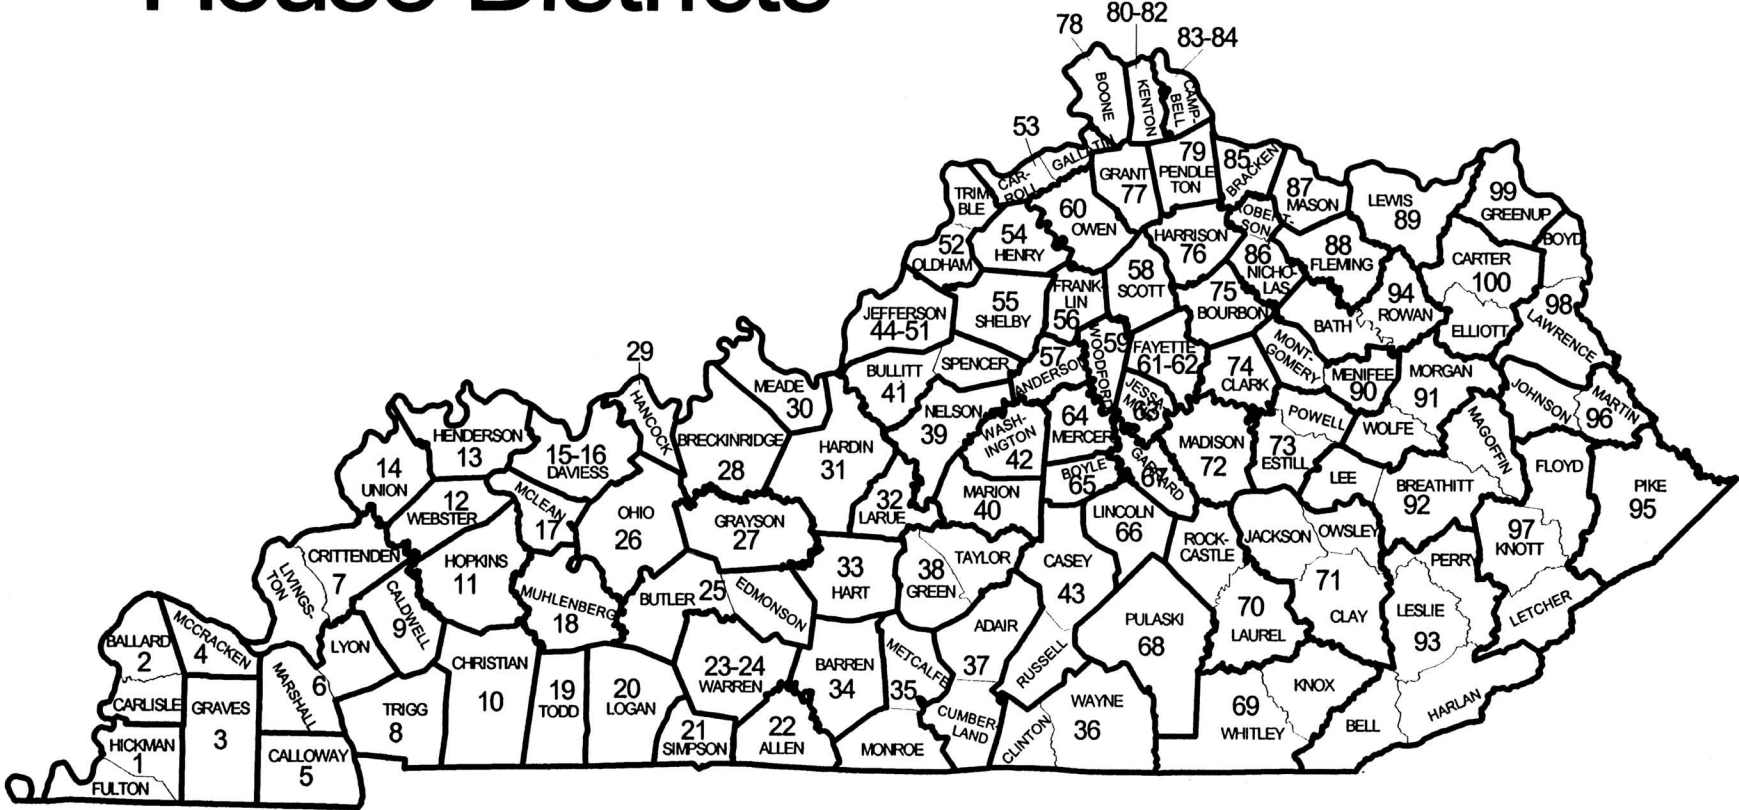 House Districts
80-82
78
83-84
BOONE
KENTON
CAMP-
BELL
53
GALLATIN
CAR-
ROLL
TRIM
BLE
GRANT
77
79
PENDLE
TON
85
BRACKEN
87
MASON
LEWIS
89
99
GREENUP
BOYD
60
OWEN
54
HENRY
52
OLDHAM
HARRISON
76
ROBERT-
SON
86
NICHO-
LAS
88
FLEMING
CARTER
100
58
SCOTT
FRANK-
LIN
56
55
SHELBY
JEFFERSON
44-51
75
BOURBON
94
ROWAN
BATH
ELLIOTT
98
LAWRENCE
59
WOODFORD
FAYETTE
61-62
57
ANDERSON
SPENCER
BULLITT
41
74
CLARK
MONT-
GOMERY
MENIFEE
90
MORGAN
91
JOHNSON
MARTIN
96
29
HANCOCK
MEADE
30
NELSON
39
WASH-
INGTON
42
64
MERCER
JESSA
MINE
63
MADISON
72
POWELL
73
ESTILL
WOLFE
MAGOFFIN
HENDERSON
13
15-16
DAVIESS
BRECKINRIDGE
28
HARDIN
31
BOYLE
65
GARRARD
67
LEE
BREATHITT
92
FLOYD
PIKE
95
14
UNION
12
WEBSTER
MCLEAN
17
OHIO
26
GRAYSON
27
32
LARUE
MARION
40
LINCOLN
66
ROCK-
CASTLE
JACKSON
OWSLEY
97
KNOTT
PERRY
CRITTENDEN
7
LIVINGS-
TON
HOPKINS
11
33
HART
38
GREEN
TAYLOR
CASEY
43
71
CLAY
LESLIE
93
LETCHER
CALDWELL
9
MUHLENBERG
18
BUTLER
25
EDMONSON
ADAIR
37
PULASKI
68
70
LAUREL
BALLARD
2
MCCRACKEN
4
LYON
6
MARSHALL
CHRISTIAN
10
23-24
WARREN
BARREN
34
METCALFE
35
RUSSELL
KNOX
CARLISLE
GRAVES
3
TRIGG
8
19
TODD
20
LOGAN
CUMBER-
LAND
CLINTON
WAYNE
36
69
WHITLEY
BELL
HARLAN
HICKMAN
1
FULTON
CALLOWAY
5
21
SIMPSON
22
ALLEN
MONROE